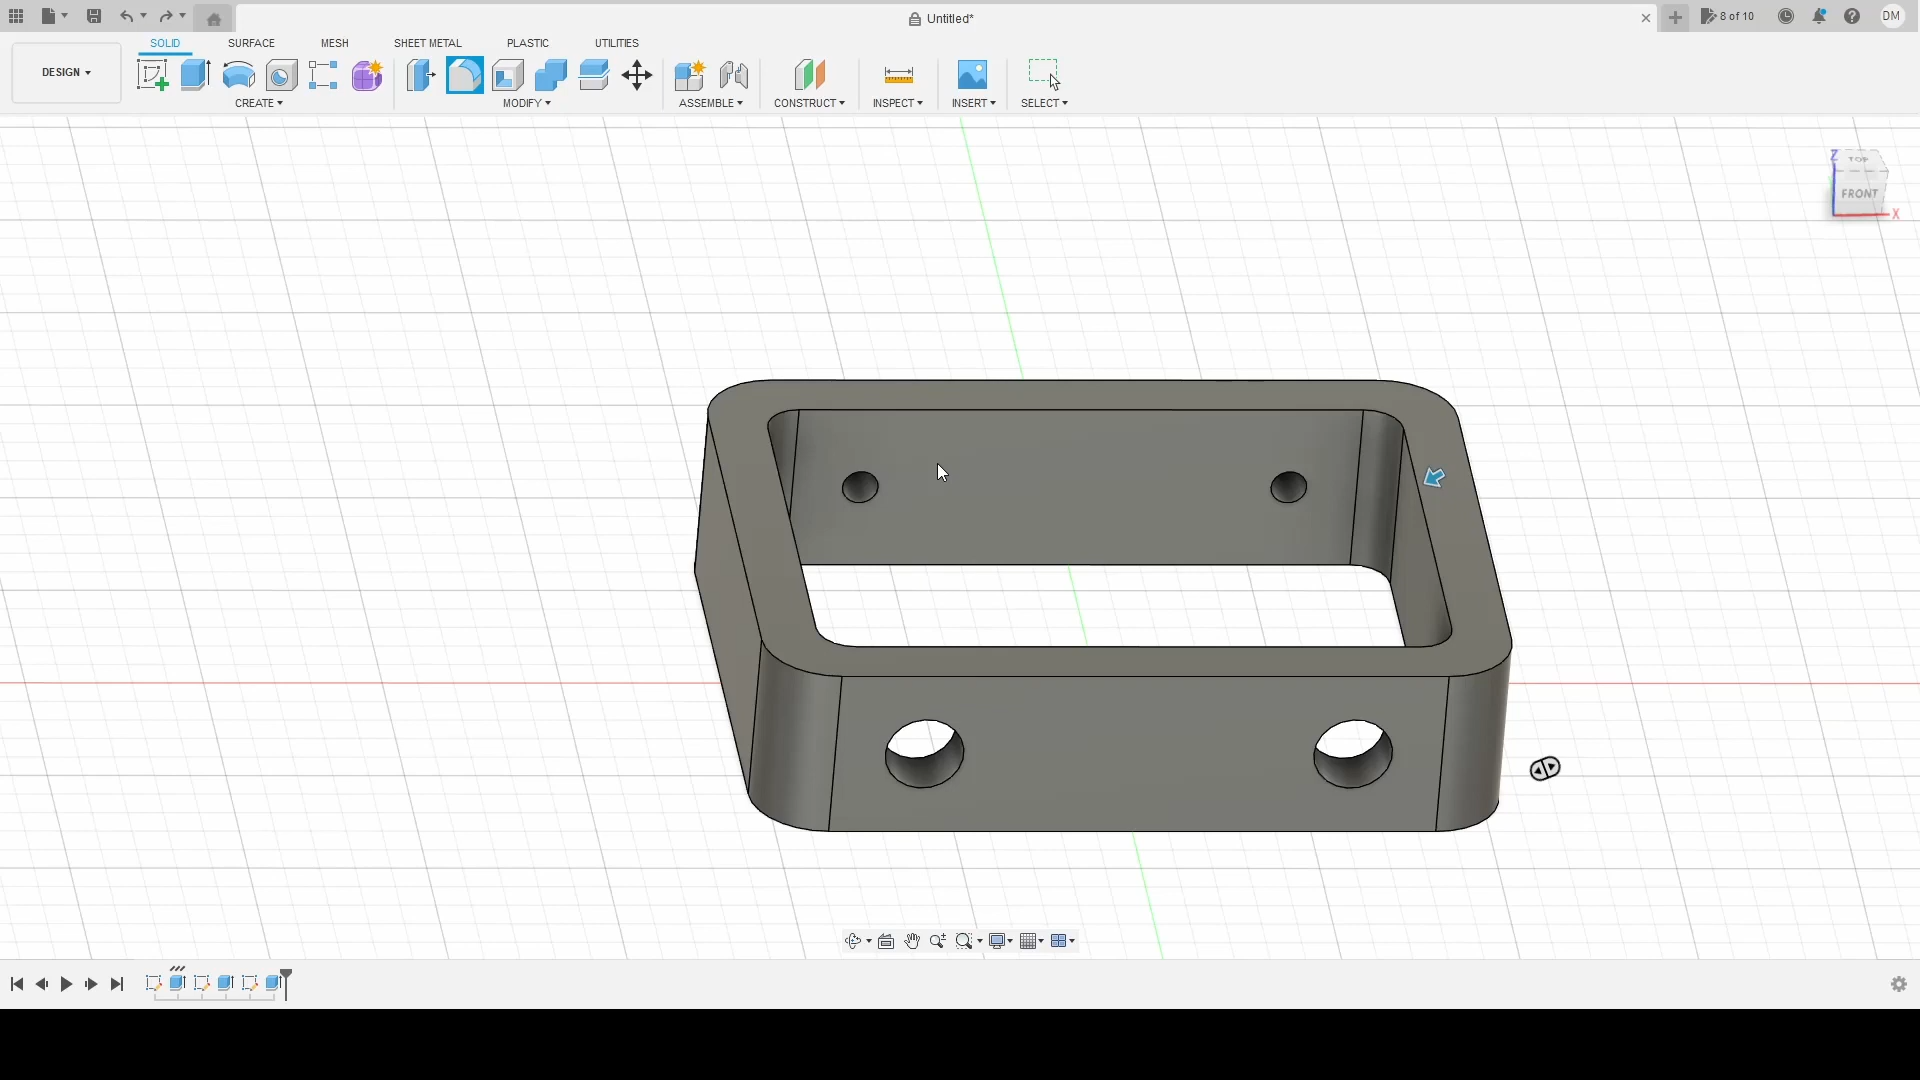 Untitled*
8 of 10
DM
DESIGN
SOLID
SURFACE
MESH
SHEET METAL
PLASTIC
UTILITIES
CREATE
MODIFY
ASSEMBLE
CONSTRUCT
INSPECT
INSERT
SELECT
Z
TOP
FRONT
X